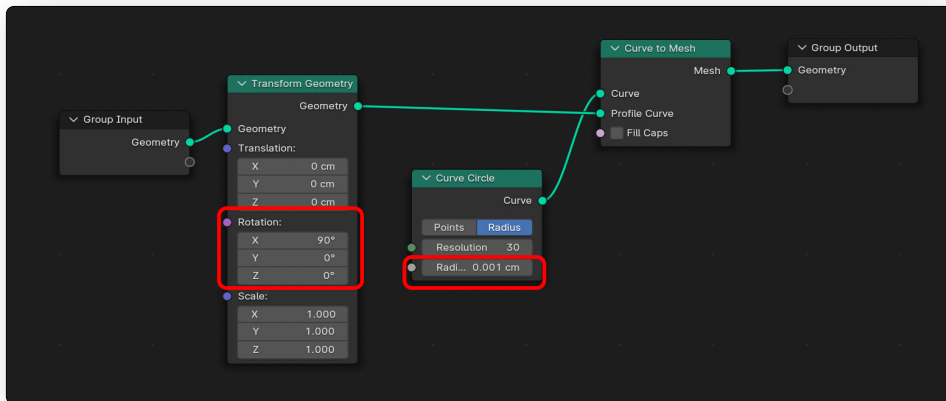 Group Input
Geometry
Transform Geometry
Geometry
Geometry
Translation:
X 0 cm
Y 0 cm
Z 0 cm
Rotation:
X 90°
Y 0°
Z 0°
Scale:
X 1.000
Y 1.000
Z 1.000
Curve Circle
Curve
Points Radius
Resolution 30
Radi... 0.001 cm
Curve to Mesh
Mesh
Curve
Profile Curve
Fill Caps
Group Output
Geometry